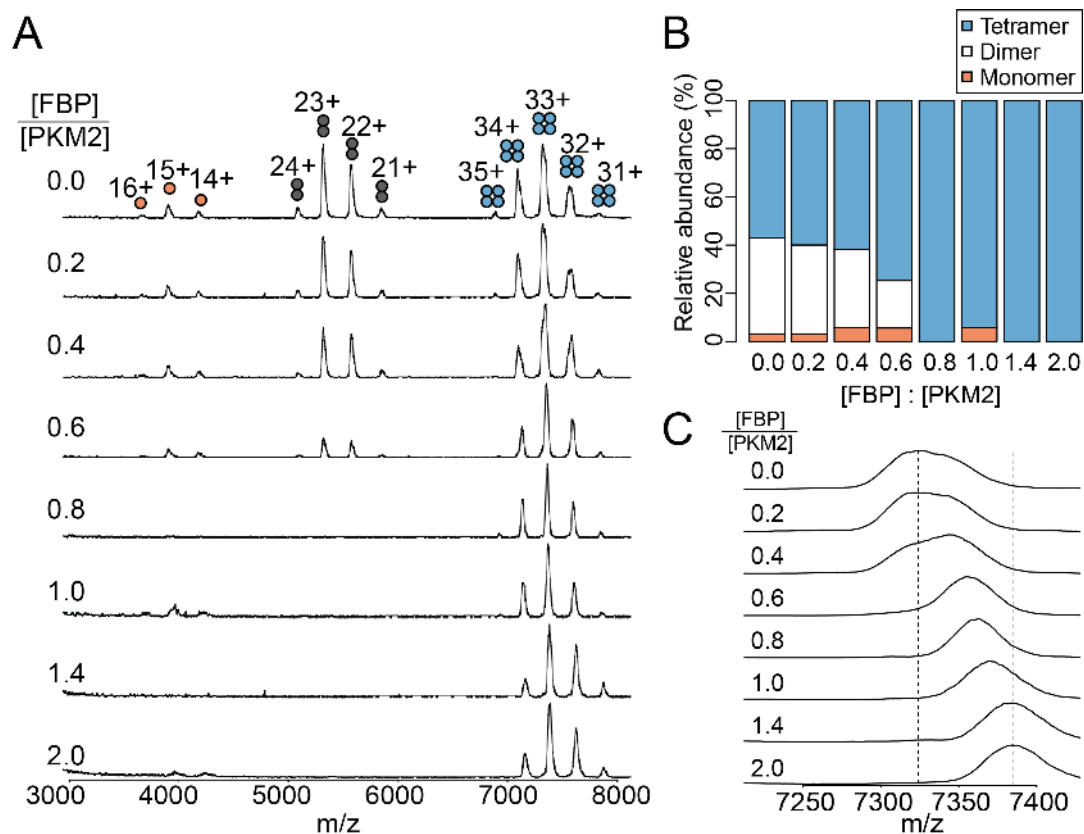 A
[FBP]
[PKM2]
0.0
0.2
0.4
0.6
0.8
1.0
1.4
2.0
16+
15+
14+
24+
23+
22+
21+
35+
34+
33+
32+
31+
3000 4000 5000 6000 7000 8000
m/z
B
Tetramer
Dimer
Monomer
Relative abundance (%)
100
80
60
40
20
0
0.0 0.2 0.4 0.6 0.8 1.0 1.4 2.0
[FBP] : [PKM2]
C
[FBP]
[PKM2]
0.0
0.2
0.4
0.6
0.8
1.0
1.4
2.0
7250 7300 7350 7400
m/z